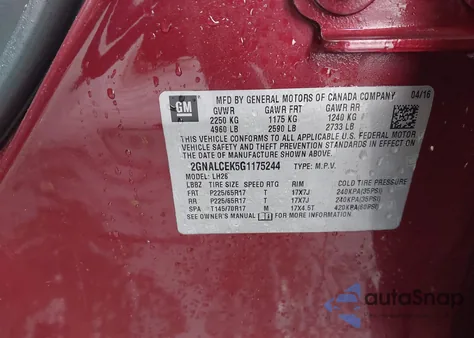 GM
MFD BY GENERAL MOTORS OF CANADA COMPANY 04/16
GVWR GAWR FRT GAWR RR
2250 KG 1175 KG 1240 KG
4960 LB 2590 LB 2733 LB
THIS VEHICLE CONFORMS TO ALL APPLICABLE U.S. FEDERAL MOTOR
VEHICLE SAFETY AND THEFT PREVENTION STANDARDS IN EFFECT ON
THE DATE OF MANUFACTURE SHOWN ABOVE.
2GNALCEK5G1175244 TYPE: M.P.V.
MODEL: LH26
LBBZ TIRE SIZE SPEED RTG RIM COLD TIRE PRESSURE
FRT P225/65R17 T 17X7J 240KPA(35PSI)
RR P225/65R17 T 17X7J 240KPA(35PSI)
SPA T145/70R17 M 17X4.5T 420KPA(60PSI)
SEE OWNER'S MANUAL FOR ADDITIONAL INFORMATION.
autoSnap